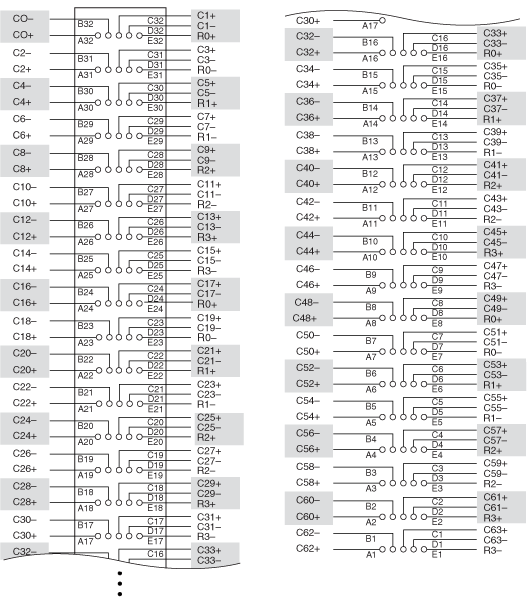 CO– B32 C32 C1+
D32 C1–
CO+ A32 E32 R0+
C2– B31 C31 C3+
D31 C3–
C2+ A31 E31 R0–
C4– B30 C30 C5+
D30 C5–
C4+ A30 E30 R1+
C6– B29 C29 C7+
D29 C7–
C6+ A29 E29 R1–
C8– B28 C28 C9+
D28 C9–
C8+ A28 E28 R2+
C10– B27 C27 C11+
D27 C11–
C10+ A27 E27 R2–
C12– B26 C26 C13+
D26 C13–
C12+ A26 E26 R3+
C14– B25 C25 C15+
D25 C15–
C14+ A25 E25 R3–
C16– B24 C24 C17+
D24 C17–
C16+ A24 E24 R0+
C18– B23 C23 C19+
D23 C19–
C18+ A23 E23 R0–
C20– B22 C22 C21+
D22 C21–
C20+ A22 E22 R1+
C22– B21 C21 C23+
D21 C23–
C22+ A21 E21 R1–
C24– B20 C20 C25+
D20 C25–
C24+ A20 E20 R2+
C26– B19 C19 C27+
D19 C27–
C26+ A19 E19 R2–
C28– B18 C18 C29+
D18 C29–
C28+ A18 E18 R3+
C30– B17 C17 C31+
D17 C31–
C30+ A17 E17 R3–
C32– C16 C33+
C33–
C30+ A17
C32– B16 C16 C33+
D16 C33–
C32+ A16 E16 R0+
C34– B15 C15 C35+
D15 C35–
C34+ A15 E15 R0–
C36– B14 C14 C37+
D14 C37–
C36+ A14 E14 R1+
C38– B13 C13 C39+
D13 C39–
C38+ A13 E13 R1–
C40– B12 C12 C41+
D12 C41–
C40+ A12 E12 R2+
C42– B11 C11 C43+
D11 C43–
C42+ A11 E11 R2–
C44– B10 C10 C45+
D10 C45–
C44+ A10 E10 R3+
C46– B9 C9 C47+
D9 C47–
C46+ A9 E9 R3–
C48– B8 C8 C49+
D8 C49–
C48+ A8 E8 R0+
C50– B7 C7 C51+
D7 C51–
C50+ A7 E7 R0–
C52– B6 C6 C53+
D6 C53–
C52+ A6 E6 R1+
C54– B5 C5 C55+
D5 C55–
C54+ A5 E5 R1–
C56– B4 C4 C57+
D4 C57–
C56+ A4 E4 R2+
C58– B3 C3 C59+
D3 C59–
C58+ A3 E3 R2–
C60– B2 C2 C61+
D2 C61–
C60+ A2 E2 R3+
C62– B1 C1 C63+
D1 C63–
C62+ A1 E1 R3–